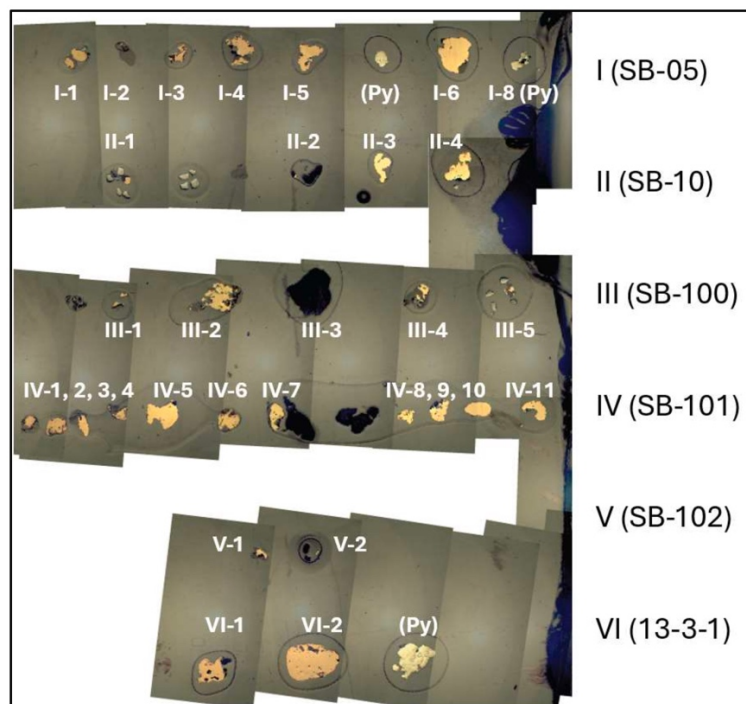 I-1 I-2 I-3 I-4 I-5 (Py) I-6 I-8 (Py)
I (SB-05)
II-1 II-2 II-3 II-4
II (SB-10)
III (SB-100)
III-1 III-2 III-3 III-4 III-5
IV-1, 2, 3, 4 IV-5 IV-6 IV-7 IV-8, 9, 10 IV-11
IV (SB-101)
V (SB-102)
V-1 V-2
VI-1 VI-2 (Py)
VI (13-3-1)